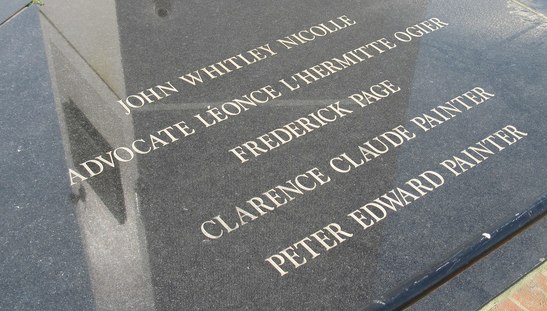 JOHN WHITLEY NICOLLE
ADVOCATE LÉONCE L'HERMITTE OGIER
FREDERICK PAGE
CLARENCE CLAUDE PAINTER
PETER EDWARD PAINTER